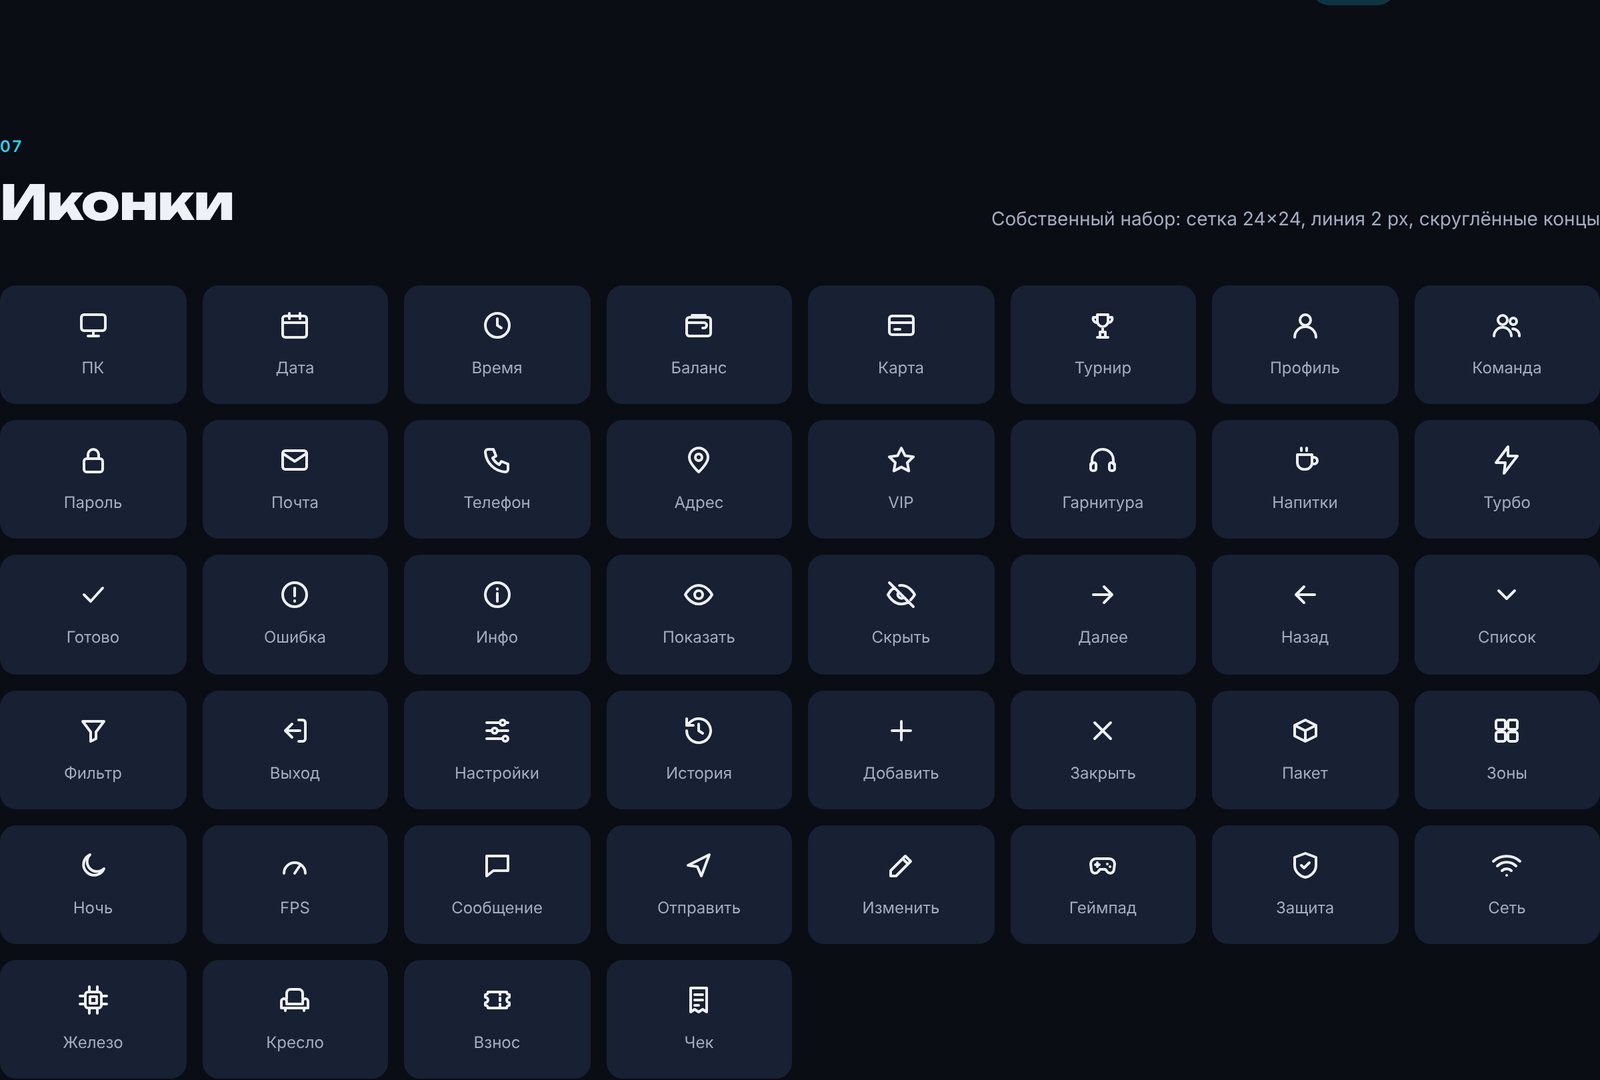 07
Иконки
Собственный набор: сетка 24×24, линия 2 px, скруглённые концы
ПК
Дата
Время
Баланс
Карта
Турнир
Профиль
Команда
Пароль
Почта
Телефон
Адрес
VIP
Гарнитура
Напитки
Турбо
Готово
Ошибка
Инфо
Показать
Скрыть
Далее
Назад
Список
Фильтр
Выход
Настройки
История
Добавить
Закрыть
Пакет
Зоны
Ночь
FPS
Сообщение
Отправить
Изменить
Геймпад
Защита
Сеть
Железо
Кресло
Взнос
Чек